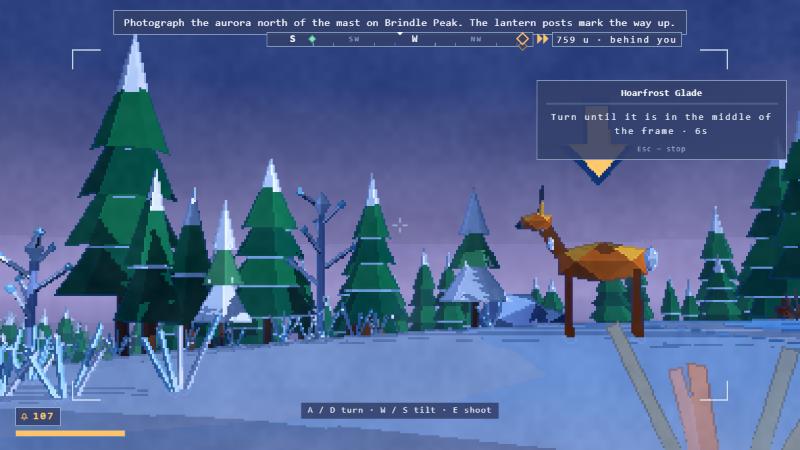 Photograph the aurora north of the mast on Brindle Peak. The lantern posts mark the way up.
S SW W NW
759 u · behind you
Hoarfrost Glade
Turn until it is in the middle of
the frame · 6s
Esc — stop
A / D turn · W / S tilt · E shoot
107